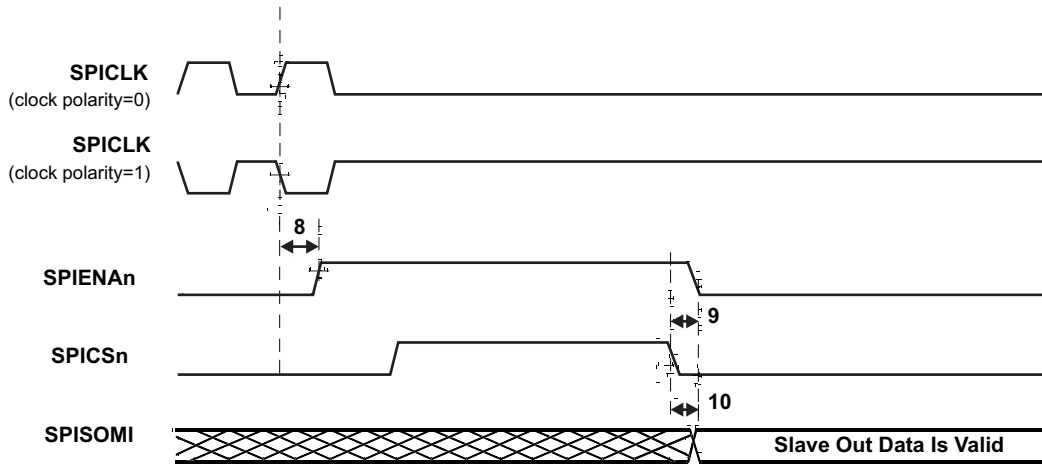 SPICLK
(clock polarity=0)
SPICLK
(clock polarity=1)
8
SPIENAn
9
SPICSn
10
SPISOMI
Slave Out Data Is Valid